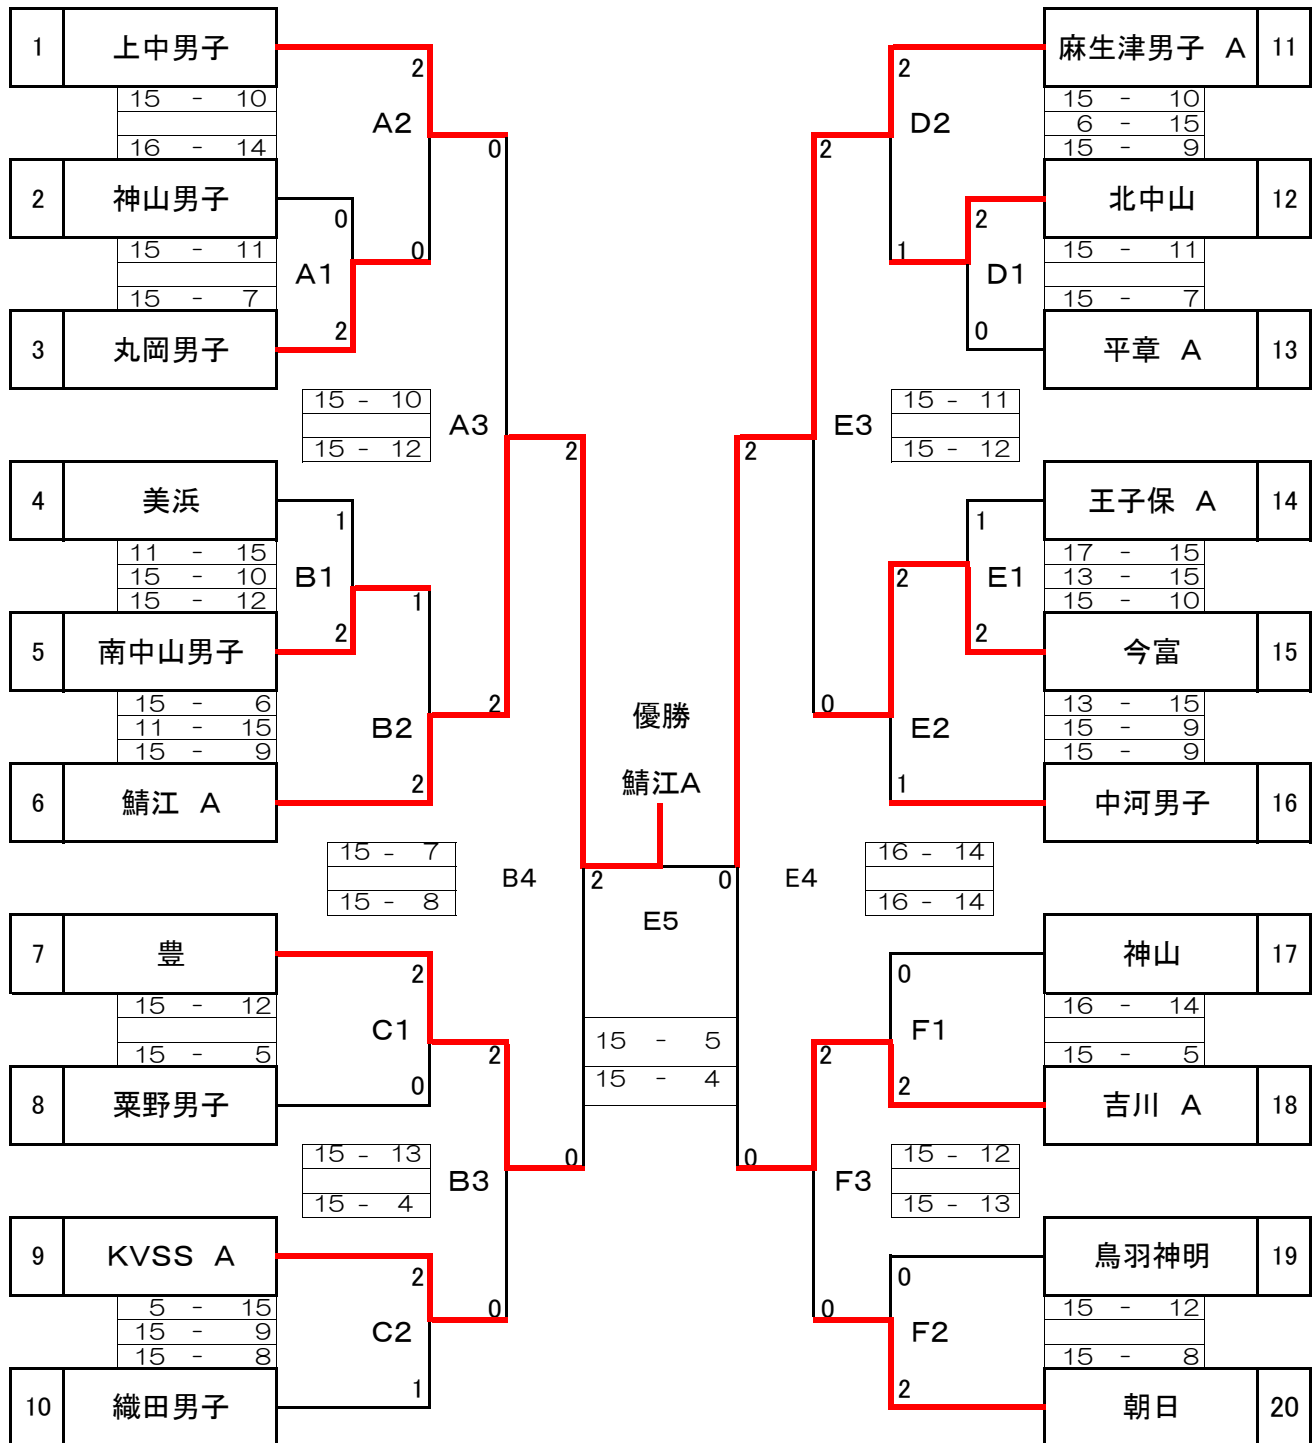 1 上中男子
2
15 - 10
A2
16 - 14
0
2 神山男子
0
15 - 11
0
A1
15 - 7
2
3 丸岡男子
15 - 10
A3
15 - 12
2
4 美浜
1
11 - 15
15 - 10
B1
15 - 12
1
5 南中山男子
2
15 - 6
2
11 - 15
B2
15 - 9
6 鯖江 A
2
15 - 7
B4
15 - 8
7 豊
2
15 - 12
C1
15 - 5
2
8 粟野男子
0
15 - 13
B3
0
15 - 4
9 KVSS A
2
5 - 15
0
15 - 9
C2
15 - 8
10 織田男子
1
優勝
鯖江A
2 0
E5
15 - 5
15 - 4
麻生津男子 A 11
2
15 - 10
D2
6 - 15
15 - 9
2
北中山 12
2
15 - 11
1
D1
15 - 7
0
平章 A 13
E3
15 - 11
15 - 12
2
王子保 A 14
1
17 - 15
13 - 15
E1
15 - 10
2
今富 15
2
13 - 15
0
15 - 9
E2
15 - 9
中河男子 16
1
E4
16 - 14
16 - 14
神山 17
0
16 - 14
F1
15 - 5
2
吉川 A 18
2
F3
15 - 12
0
15 - 13
鳥羽神明 19
0
15 - 12
0
F2
15 - 8
朝日 20
2